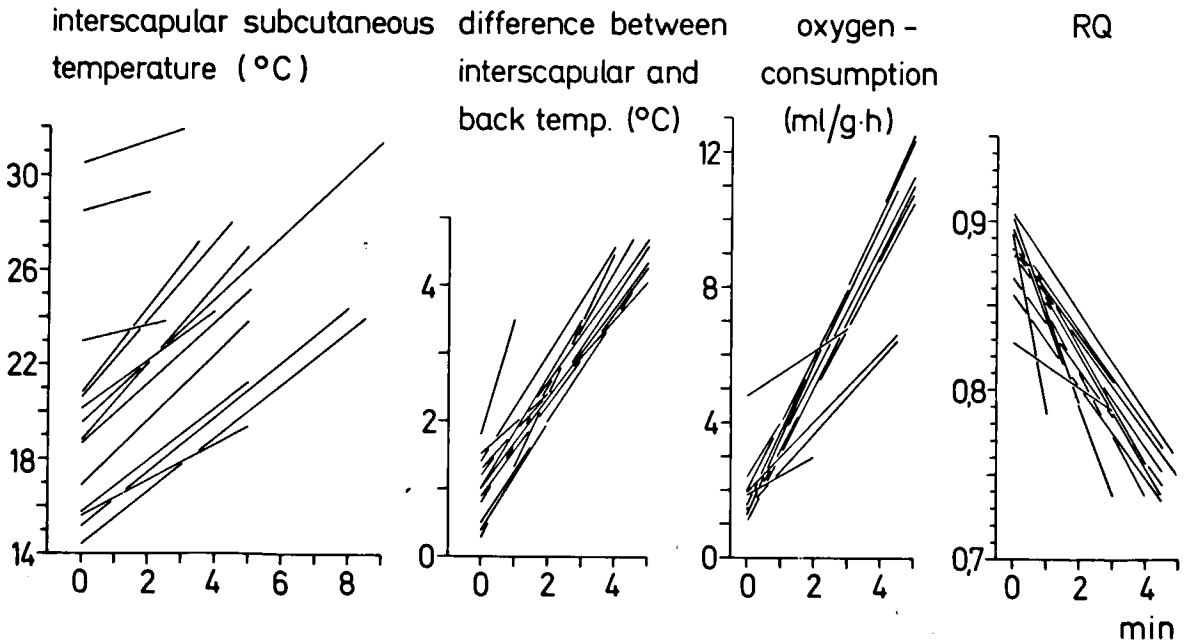 interscapular subcutaneous
temperature (°C)
difference between
interscapular and
back temp. (°C)
oxygen-
consumption
(ml/g·h)
RQ
30
26
22
18
14
0 2 4 6 8
4
2
0
0 2 4
12
8
4
0
0 2 4
0,9
0,8
0,7
0 2 4
min